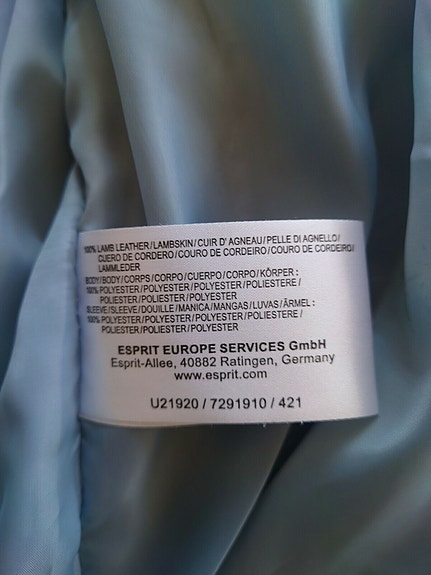 100% LAMB LEATHER/LAMBSKIN/CUIR D' AGNEAU/PELLE DI AGNELLO/
CUERO DE CORDERO/COURO DE CORDEIRO/COURO DE CORDEIRO/
LAMMLEDER
BODY/BODY/CORPS/CORPO/CUERPO/CORPO/KÖRPER:
100% POLYESTER/POLYESTER/POLYESTER/POLIESTERE/
POLIESTER/POLIESTER/POLYESTER
SLEEVE/SLEEVE/DOUILLE/MANICA/MANGAS/LUVAS/ÄRMEL:
100% POLYESTER/POLYESTER/POLYESTER/POLIESTERE/
POLIESTER/POLIESTER/POLYESTER
ESPRIT EUROPE SERVICES GmbH
Esprit-Allee, 40882 Ratingen, Germany
www.esprit.com
U21920 / 7291910 / 421